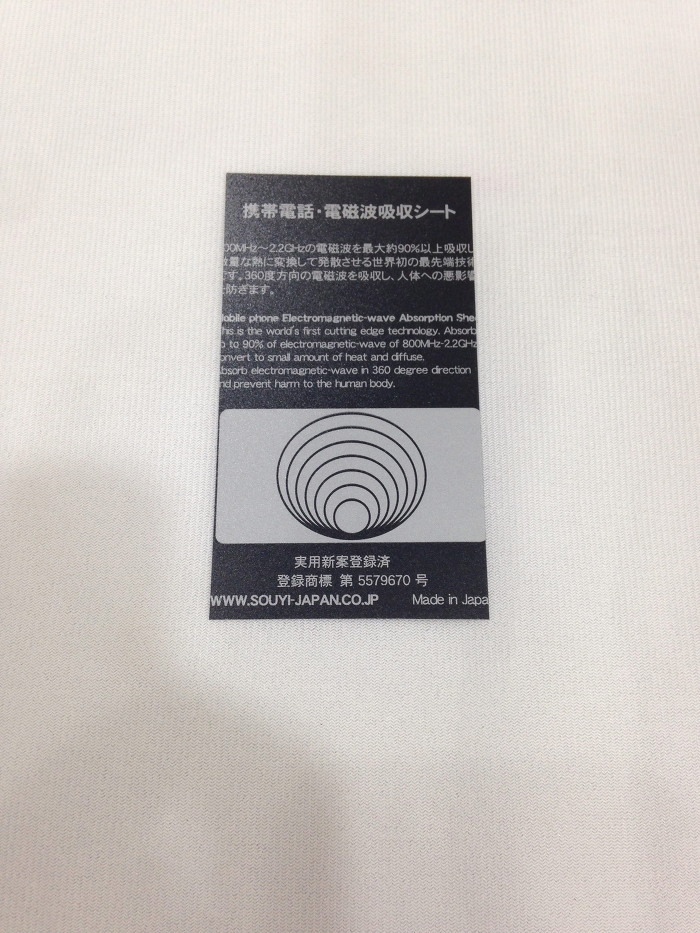 携帯電話・電磁波吸収シート
00MHz～2.2GHzの電磁波を最大約90%以上吸収し
量な熱に変換して発散させる世界初の最先端技術
す。360度方向の電磁波を吸収し、人体への悪影響
防ぎます。
obile phone Electromagnetic-wave Absorption Shee
his is the world's first cutting edge technology. Absorb
to 90% of electromagnetic-wave of 800MHz-2.2GHz
onvert to small amount of heat and diffuse.
bsorb electromagnetic-wave in 360 degree direction
nd prevent harm to the human body.
実用新案登録済
登録商標 第 5579670 号
WWW.SOUYI-JAPAN.CO.JP Made in Japa